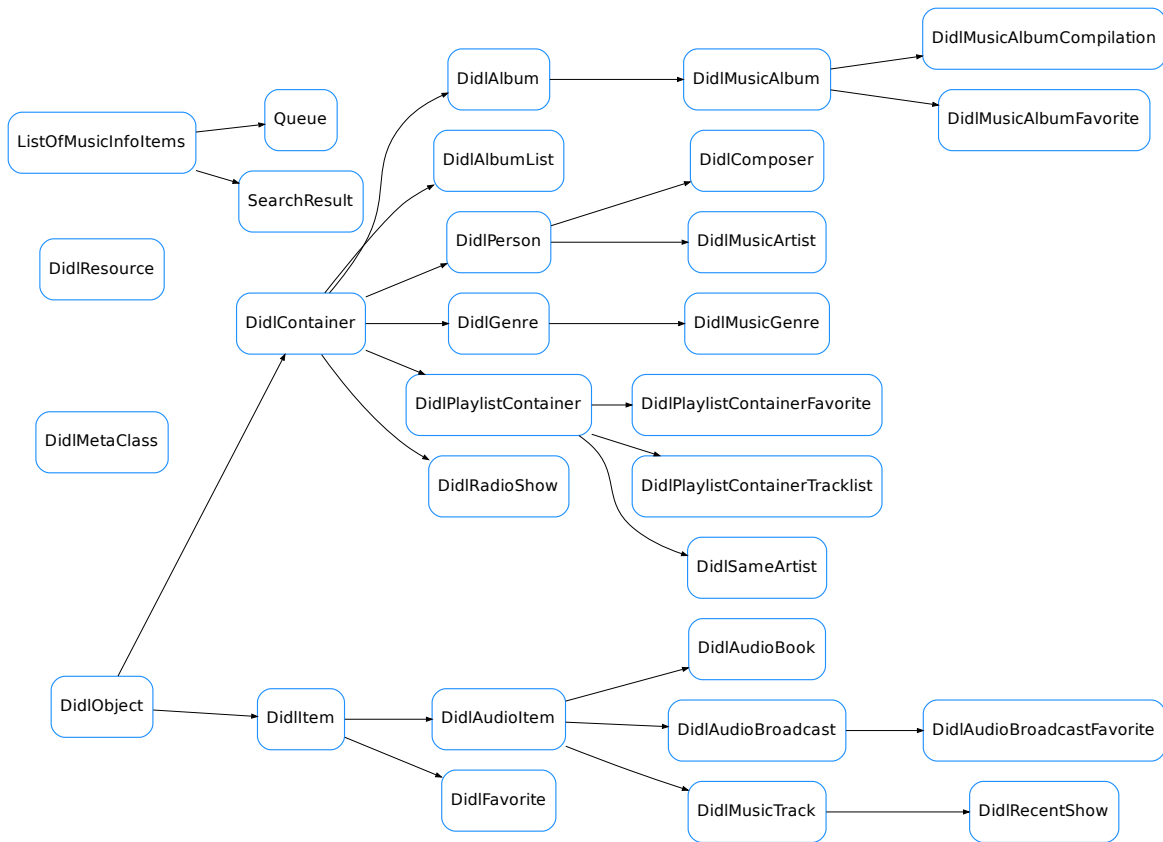 DidlMusicAlbumCompilation
DidlAlbum
DidlMusicAlbum
Queue
DidlMusicAlbumFavorite
ListOfMusicInfoItems
DidlAlbumList
DidlComposer
SearchResult
DidlPerson
DidlMusicArtist
DidlResource
DidlContainer
DidlGenre
DidlMusicGenre
DidlPlaylistContainer
DidlPlaylistContainerFavorite
DidlMetaClass
DidlRadioShow
DidlPlaylistContainerTracklist
DidlSameArtist
DidlAudioBook
DidlObject
DidlItem
DidlAudioItem
DidlAudioBroadcast
DidlAudioBroadcastFavorite
DidlFavorite
DidlMusicTrack
DidlRecentShow